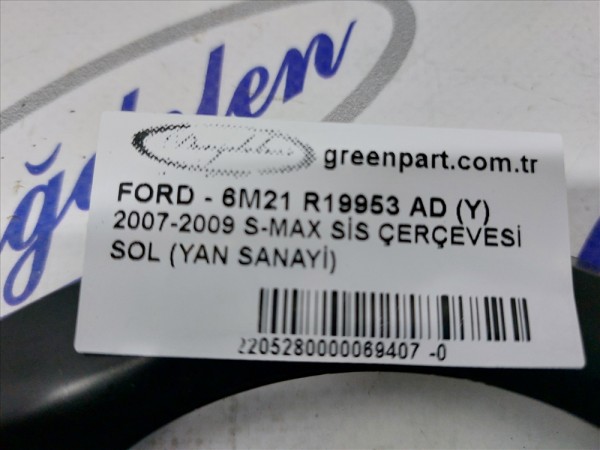 greenpart.com.tr
FORD - 6M21 R19953 AD (Y)
2007-2009 S-MAX SİS ÇERÇEVESİ
SOL (YAN SANAYİ)
2205280000069407 -0